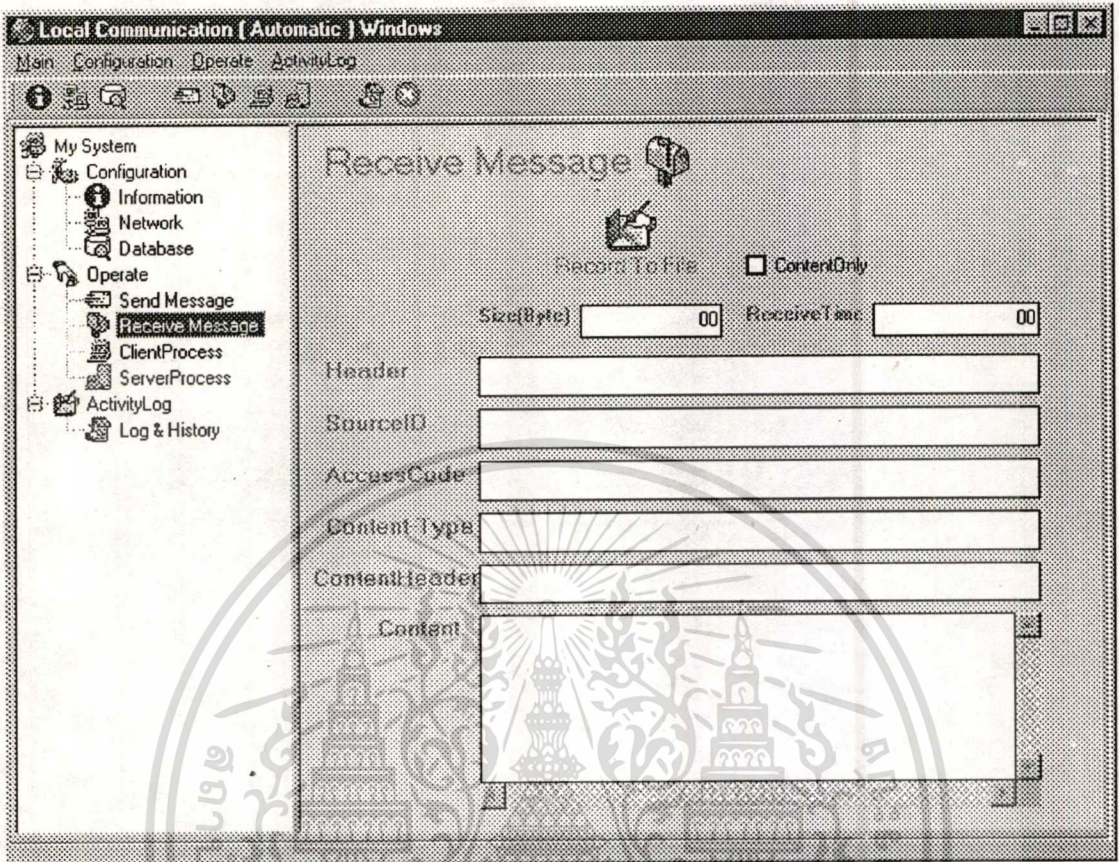 Local Communication [ Automatic ] Windows
Main Configuration Operate ActivityLog
My System
Configuration
Information
Network
Database
Operate
Send Message
Receive Message
ClientProcess
ServerProcess
ActivityLog
Log & History
Receive Message
Record To File
ContentOnly
Size(Byte) 00 ReceiveTime 00
Header
SourceID
AccessCode
Content Type
ContentHeader
Content